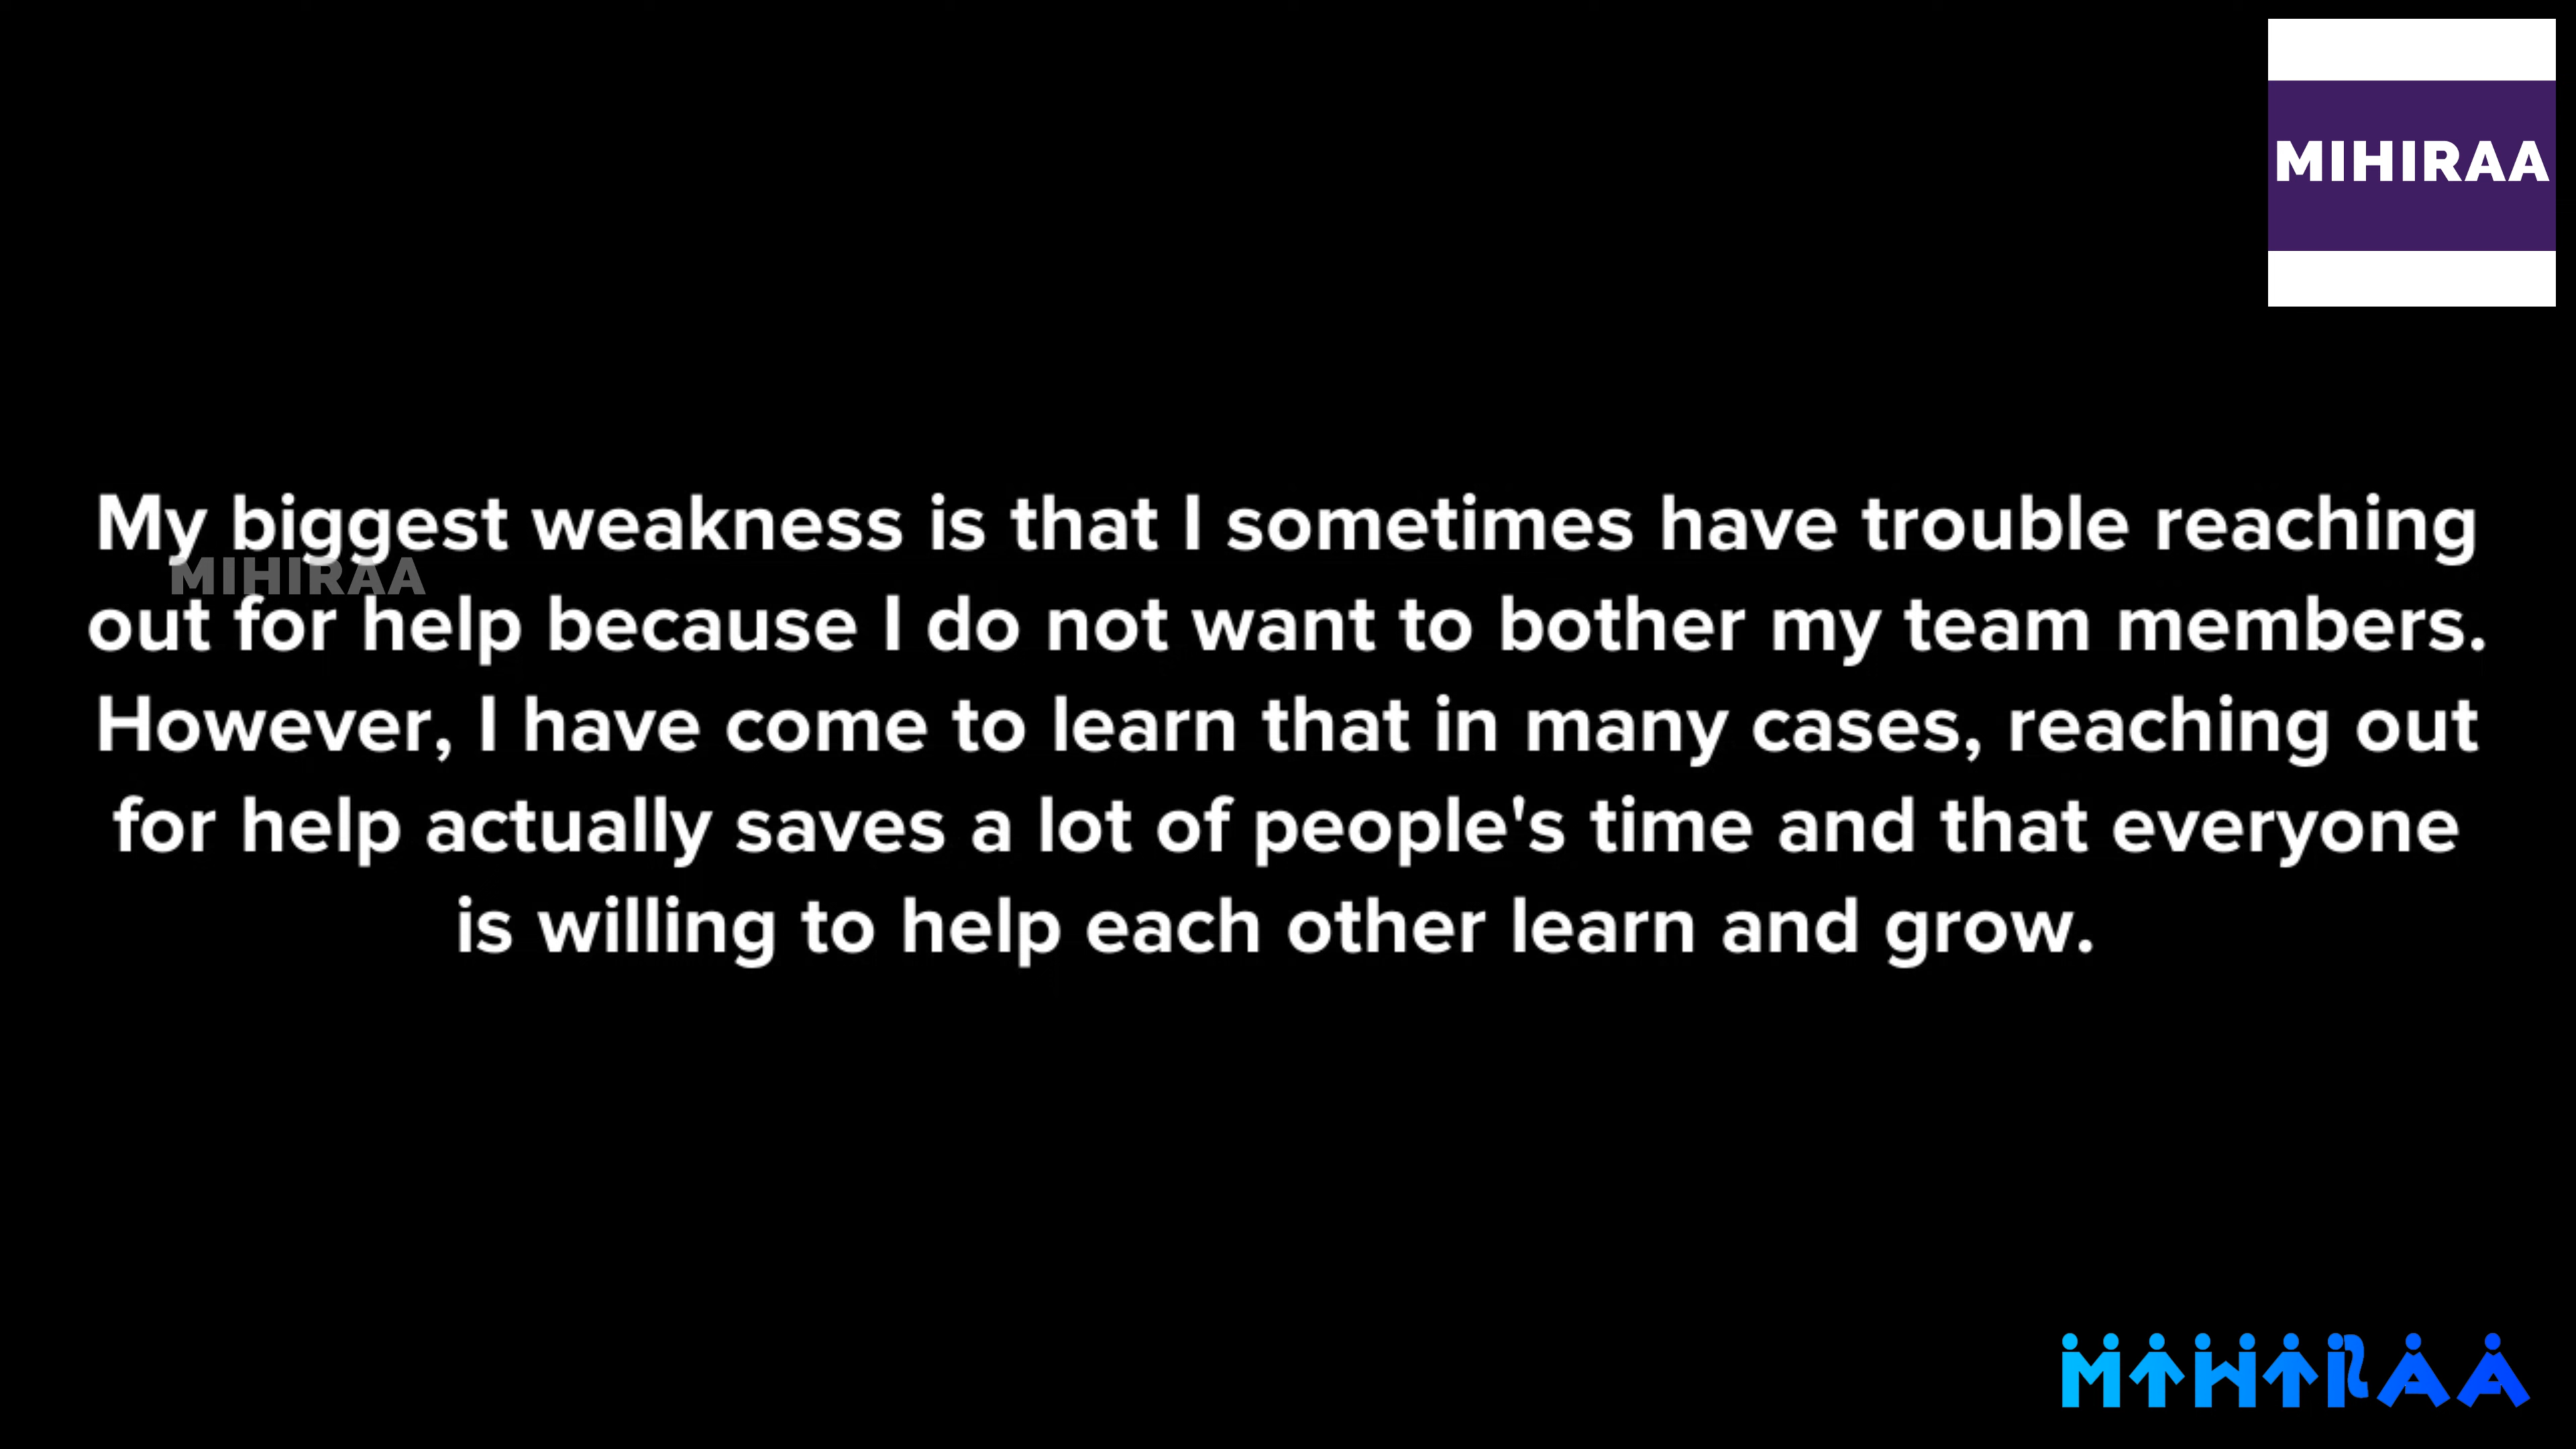 MIHIRAA
My biggest weakness is that I sometimes have trouble reaching
MIHIRAA
out for help because I do not want to bother my team members.
However, I have come to learn that in many cases, reaching out
for help actually saves a lot of people's time and that everyone
is willing to help each other learn and grow.
MIHIRAA